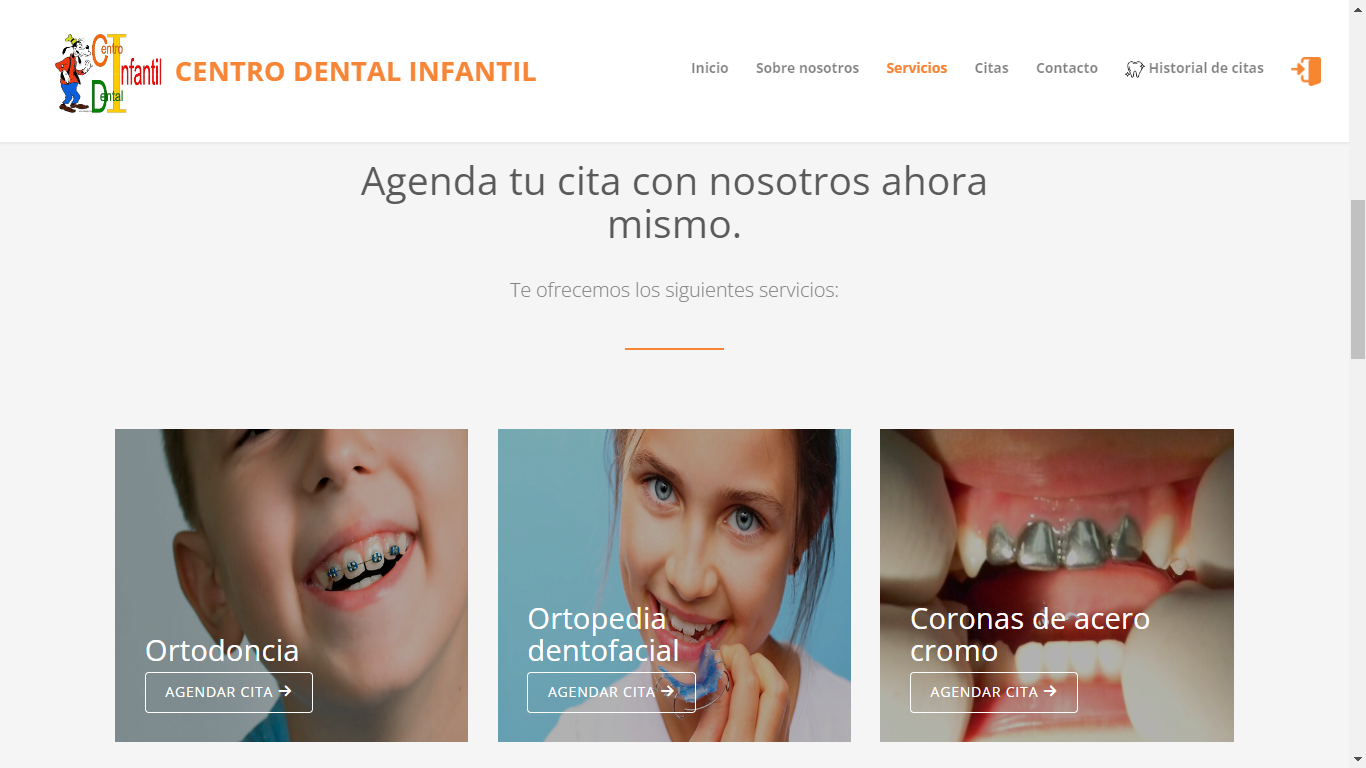 Centro
Infantil
Dental
CENTRO DENTAL INFANTIL
Inicio
Sobre nosotros
Servicios
Citas
Contacto
Historial de citas
Agenda tu cita con nosotros ahora
mismo.
Te ofrecemos los siguientes servicios:
Ortodoncia
AGENDAR CITA →
Ortopedia
dentofacial
AGENDAR CITA →
Coronas de acero
cromo
AGENDAR CITA →